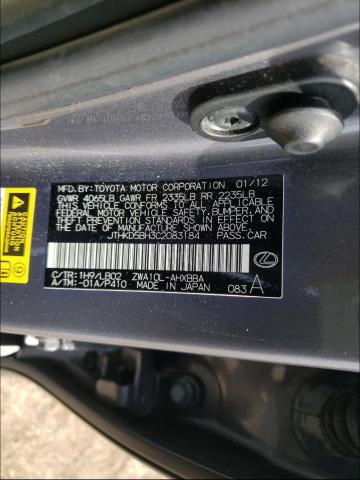 MFD. BY: TOYOTA MOTOR CORPORATION 01/12
GVWR 4065LB GAWR FR 2335LB RR 2235LB
THIS VEHICLE CONFORMS TO ALL APPLICABLE
FEDERAL MOTOR VEHICLE SAFETY, BUMPER, AND
THEFT PREVENTION STANDARDS IN EFFECT ON
THE DATE OF MANUFACTURE SHOWN ABOVE.
JTHKD5BH3C2083184 PASS. CAR
C/TR: 1H9/LB02 ZWA10L-AHXBBA
A/TM: -01A/P410 MADE IN JAPAN 083 A